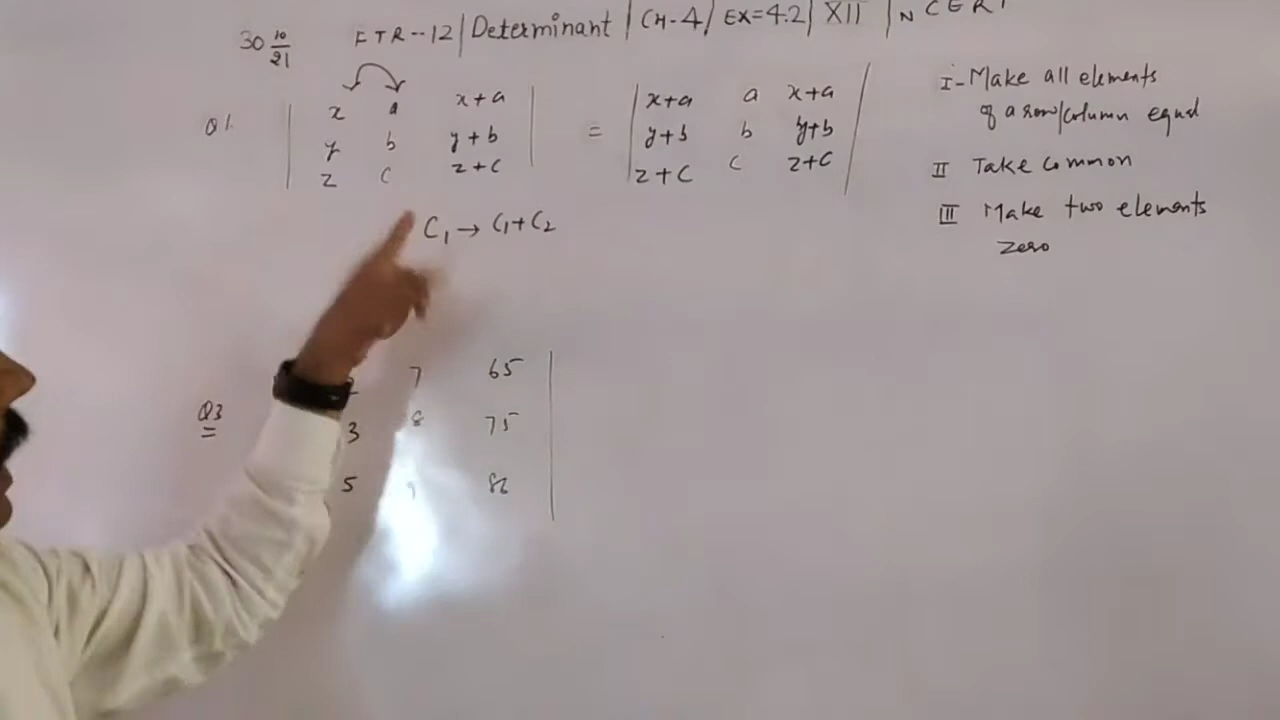 30 10/21 FTR-12 | Determinant | CH-4 | EX=4.2 | XII | NCERT
Q1.
| x a x+a | = | x+a a x+a |
| y b y+b | | y+b b y+b |
| z c z+c | | z+c c z+c |
C₁ → C₁+C₂
I - Make all elements
of a row/column equal
II Take common
III Make two elements
zero
Q3
7 65 |
3 8 75 |
5 82 |